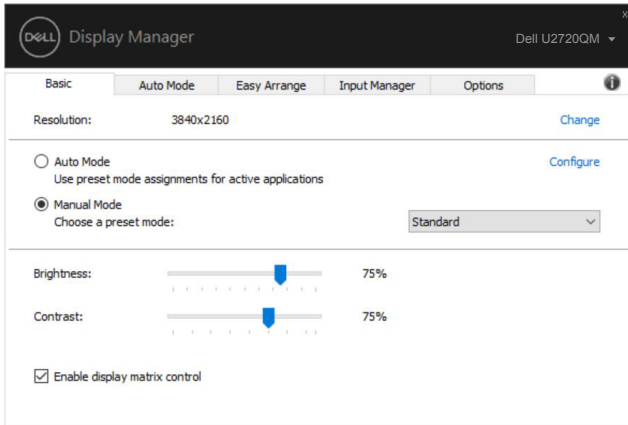 DELL Display Manager
Dell U2720QM
x
Basic Auto Mode Easy Arrange Input Manager Options i
Resolution: 3840x2160 Change
Auto Mode Configure
Use preset mode assignments for active applications
Manual Mode
Choose a preset mode: Standard
Brightness: 75%
Contrast: 75%
Enable display matrix control